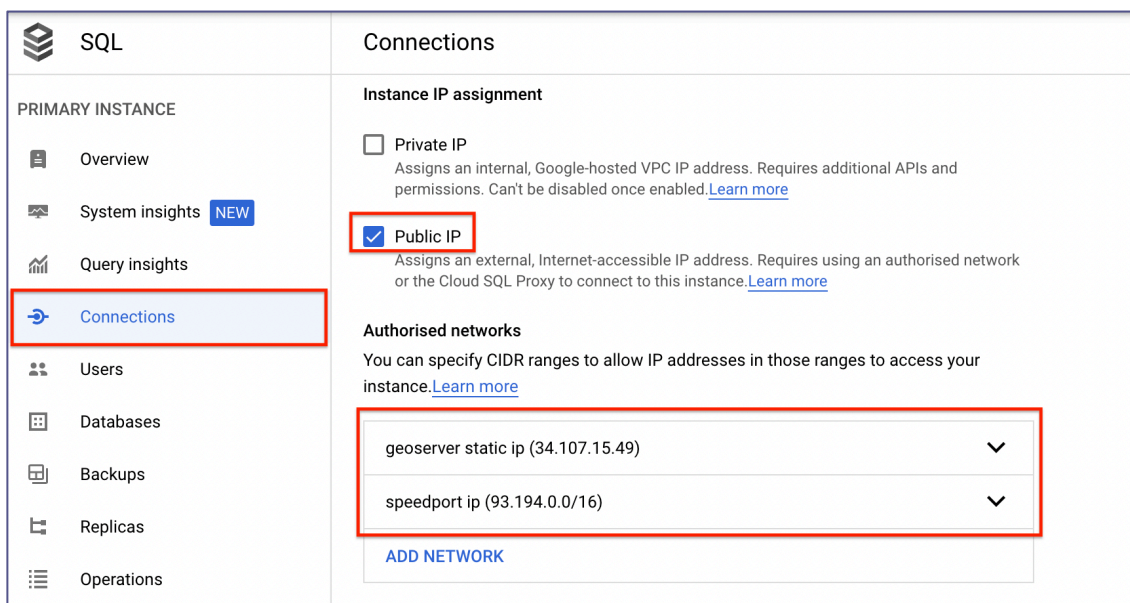 SQL
Connections
PRIMARY INSTANCE
Overview
System insights NEW
Query insights
Connections
Users
Databases
Backups
Replicas
Operations
Instance IP assignment
Private IP
Assigns an internal, Google-hosted VPC IP address. Requires additional APIs and
permissions. Can't be disabled once enabled.Learn more
Public IP
Assigns an external, Internet-accessible IP address. Requires using an authorised network
or the Cloud SQL Proxy to connect to this instance.Learn more
Authorised networks
You can specify CIDR ranges to allow IP addresses in those ranges to access your
instance.Learn more
geoserver static ip (34.107.15.49)
speedport ip (93.194.0.0/16)
ADD NETWORK